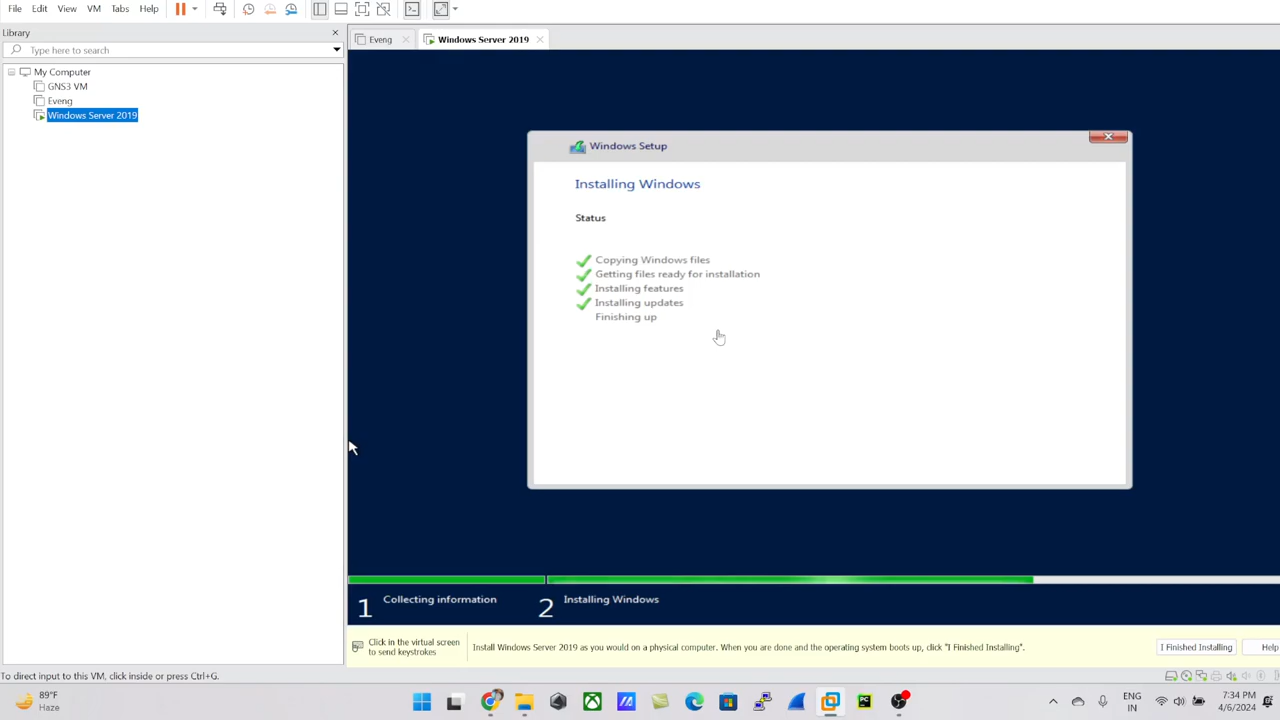 File Edit View VM Tabs Help
Library
Type here to search
Eveng
Windows Server 2019
My Computer
GNS3 VM
Eveng
Windows Server 2019
Windows Setup
Installing Windows
Status
Copying Windows files
Getting files ready for installation
Installing features
Installing updates
Finishing up
1 Collecting information
2 Installing Windows
Click in the virtual screen
to send keystrokes
Install Windows Server 2019 as you would on a physical computer. When you are done and the operating system boots up, click "I Finished Installing".
I Finished Installing
Help
To direct input to this VM, click inside or press Ctrl+G.
89°F
Haze
ENG
IN
7:34 PM
4/6/2024